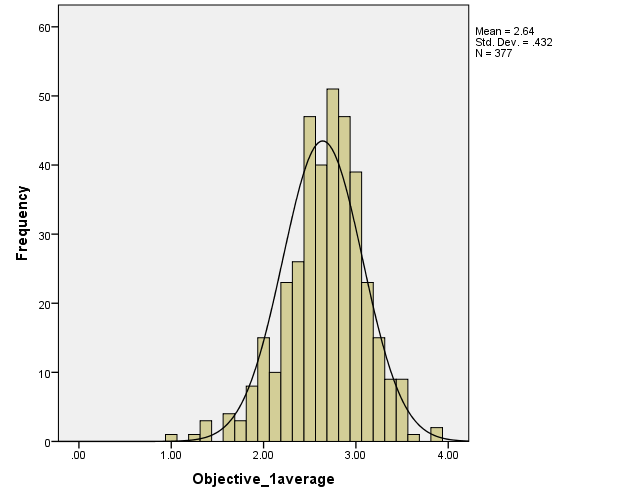 Mean = 2.64
Std. Dev. = .432
N = 377
60
50
40
30
20
10
0
Frequency
.00 1.00 2.00 3.00 4.00
Objective_1average